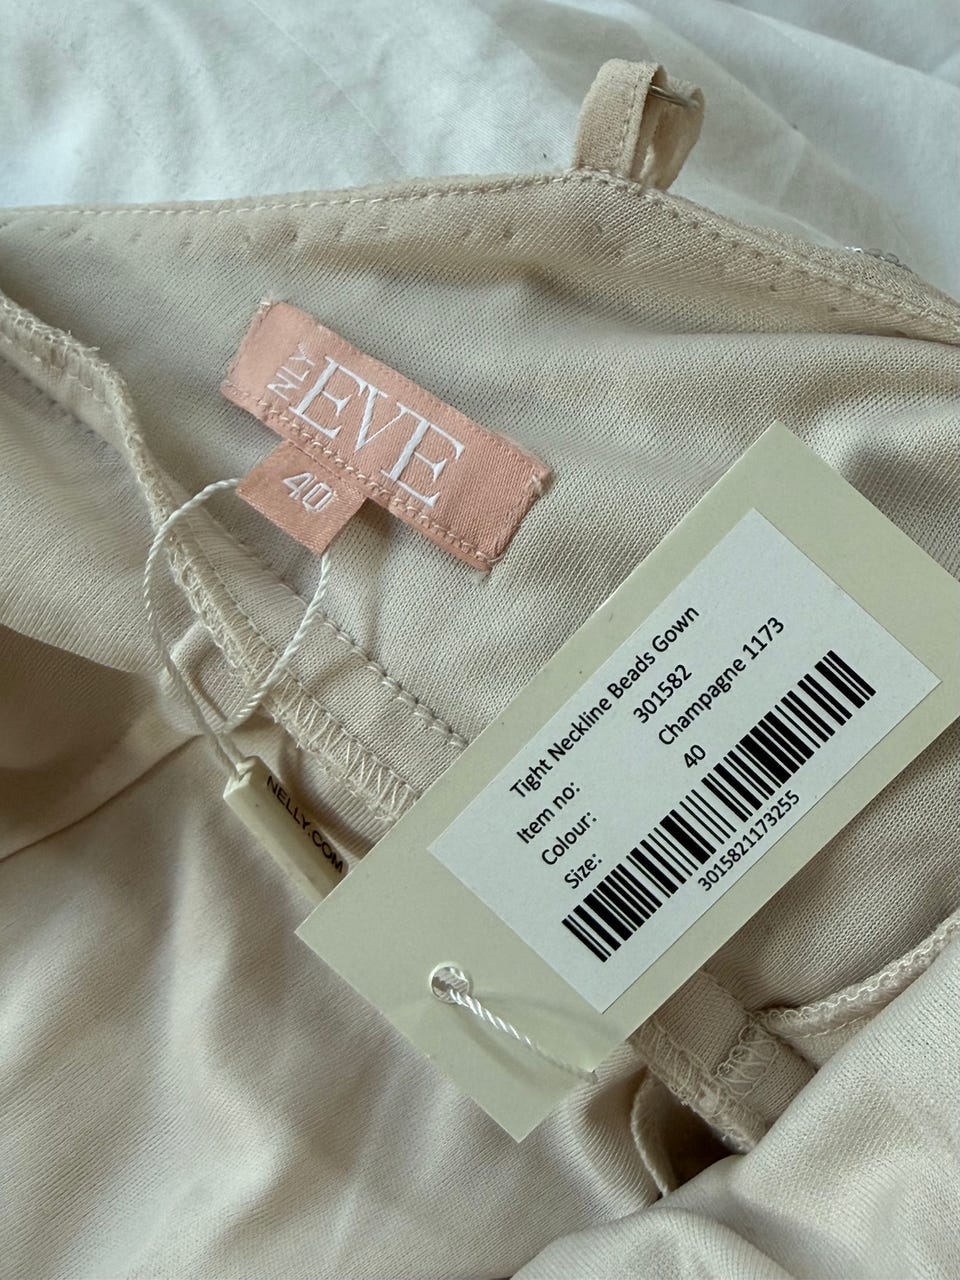 NLY
EVE
40
NELLY.COM
Tight Neckline Beads Gown
Item no: 301582
Colour: Champagne 1173
Size: 40
3015821173255